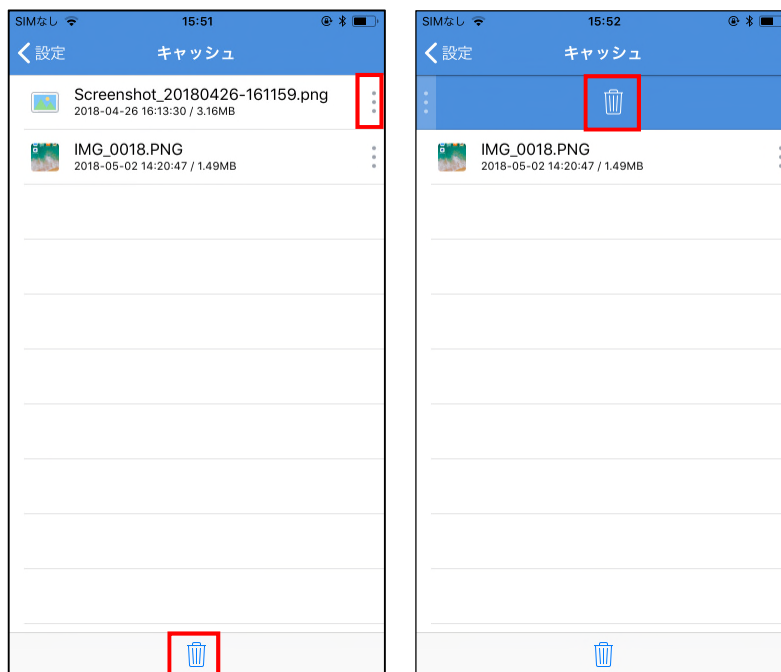 SIMなし 15:51
設定 キャッシュ
Screenshot_20180426-161159.png
2018-04-26 16:13:30 / 3.16MB
IMG_0018.PNG
2018-05-02 14:20:47 / 1.49MB
SIMなし 15:52
設定 キャッシュ
IMG_0018.PNG
2018-05-02 14:20:47 / 1.49MB